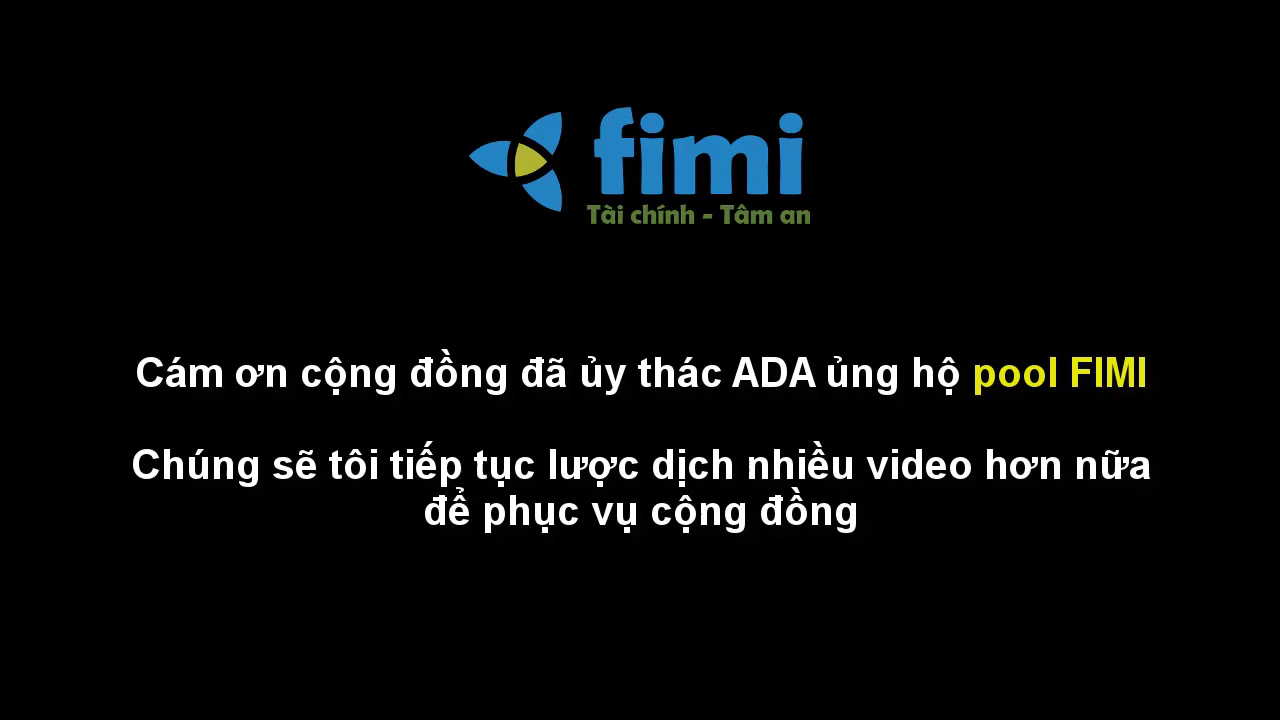 fimi
Tài chính - Tâm an
Cám ơn cộng đồng đã ủy thác ADA ủng hộ pool FIMI
Chúng sẽ tôi tiếp tục lược dịch nhiều video hơn nữa
để phục vụ cộng đồng